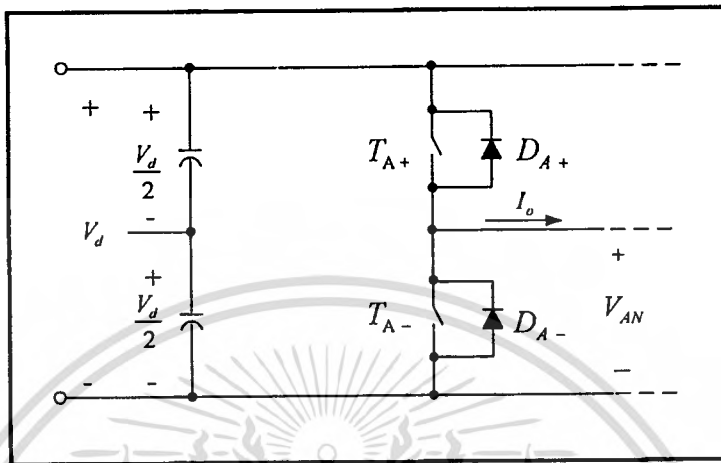 + +
V_d/2
T_A+ D_A+
-
I_o
V_d
+ +
V_d/2
T_A- D_A-
V_AN
- - -